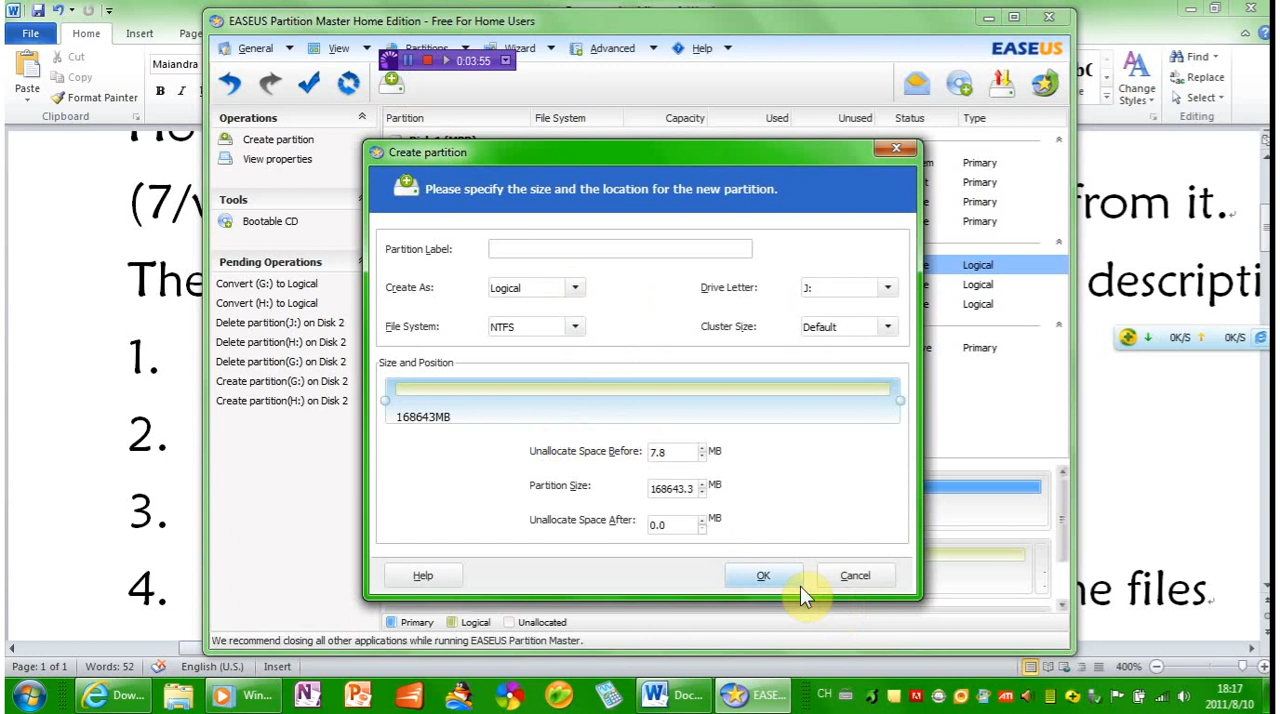 EASEUS Partition Master Home Edition - Free For Home Users
File
Home
Insert
General
View
Partitions
Wizard
Advanced
Help
EASEUS
0:03:55
Cut
Copy
Paste
Format Painter
Clipboard
Maiandra
B
Find
Replace
Select
Change
Styles
Editing
Operations
Create partition
View properties
Tools
Bootable CD
Pending Operations
Convert (G:) to Logical
Convert (H:) to Logical
Delete partition(J:) on Disk 2
Delete partition(H:) on Disk 2
Delete partition(G:) on Disk 2
Create partition(G:) on Disk 2
Create partition(H:) on Disk 2
Partition
File System
Capacity
Used
Unused
Status
Type
Primary
Primary
Primary
Primary
Logical
Logical
Logical
Primary
Create partition
Please specify the size and the location for the new partition.
Partition Label:
Create As:
Logical
Drive Letter:
J:
File System:
NTFS
Cluster Size:
Default
Size and Position
168643MB
Unallocate Space Before:
7.8
MB
Partition Size:
168643.3
MB
Unallocate Space After:
0.0
MB
Help
OK
Cancel
Primary
Logical
Unallocated
We recommend closing all other applications while running EASEUS Partition Master.
from it.
The
descripti
1.
2.
3.
4.
files.
0K/S
0K/S
Page: 1 of 1
Words: 52
English (U.S.)
Insert
400%
Dow...
Win...
Doc...
EASE...
CH
18:17
2011/8/10